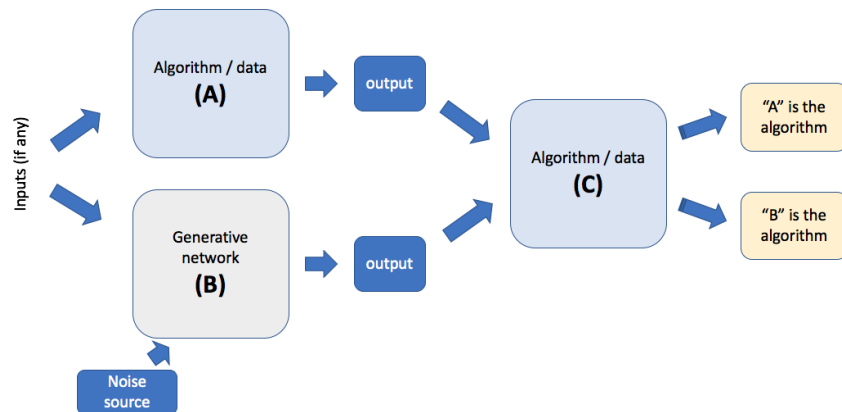 Inputs (if any)
Algorithm / data
(A)
output
Generative
network
(B)
output
Noise
source
Algorithm / data
(C)
“A” is the
algorithm
“B” is the
algorithm